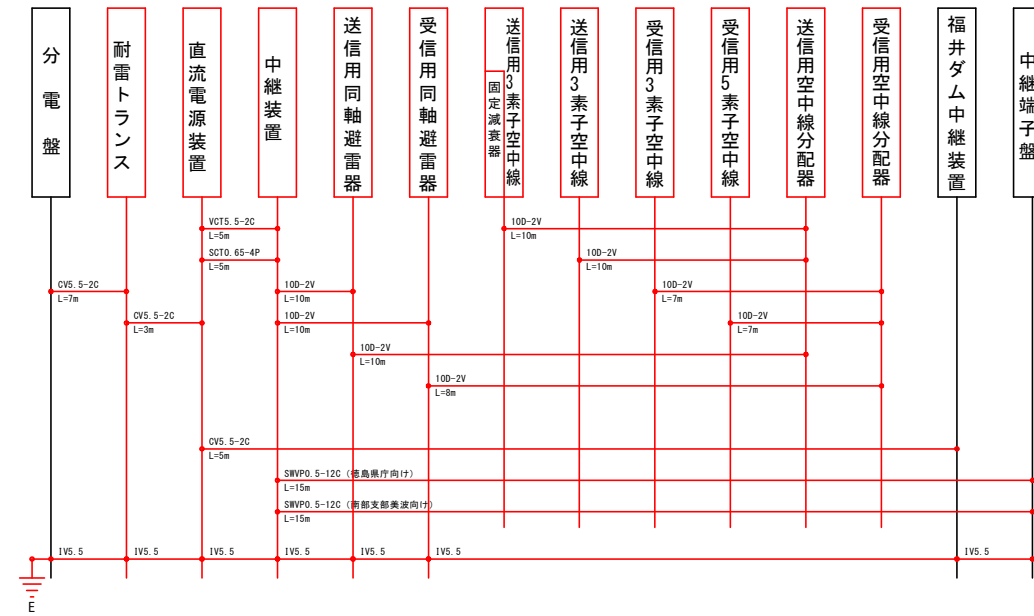 分電盤
耐雷トランス
直流電源装置
中継装置
送信用同軸避雷器
受信用同軸避雷器
送信用3素子空中線
固定減衰器
送信用3素子空中線
受信用3素子空中線
受信用5素子空中線
送信用空中線分配器
受信用空中線分配器
福井ダム中継装置
中継端子盤
VCT5.5-2C
L=5m
10D-2V
L=10m
SCT0.65-4P
L=5m
10D-2V
L=10m
CV5.5-2C
L=7m
10D-2V
L=10m
10D-2V
L=7m
CV5.5-2C
L=3m
10D-2V
L=10m
10D-2V
L=7m
10D-2V
L=10m
10D-2V
L=8m
CV5.5-2C
L=5m
SWVP0.5-12C (徳島県庁向け)
L=15m
SWVP0.5-12C (南部支部美波向け)
L=15m
IV5.5 IV5.5 IV5.5 IV5.5 IV5.5 IV5.5 IV5.5
E